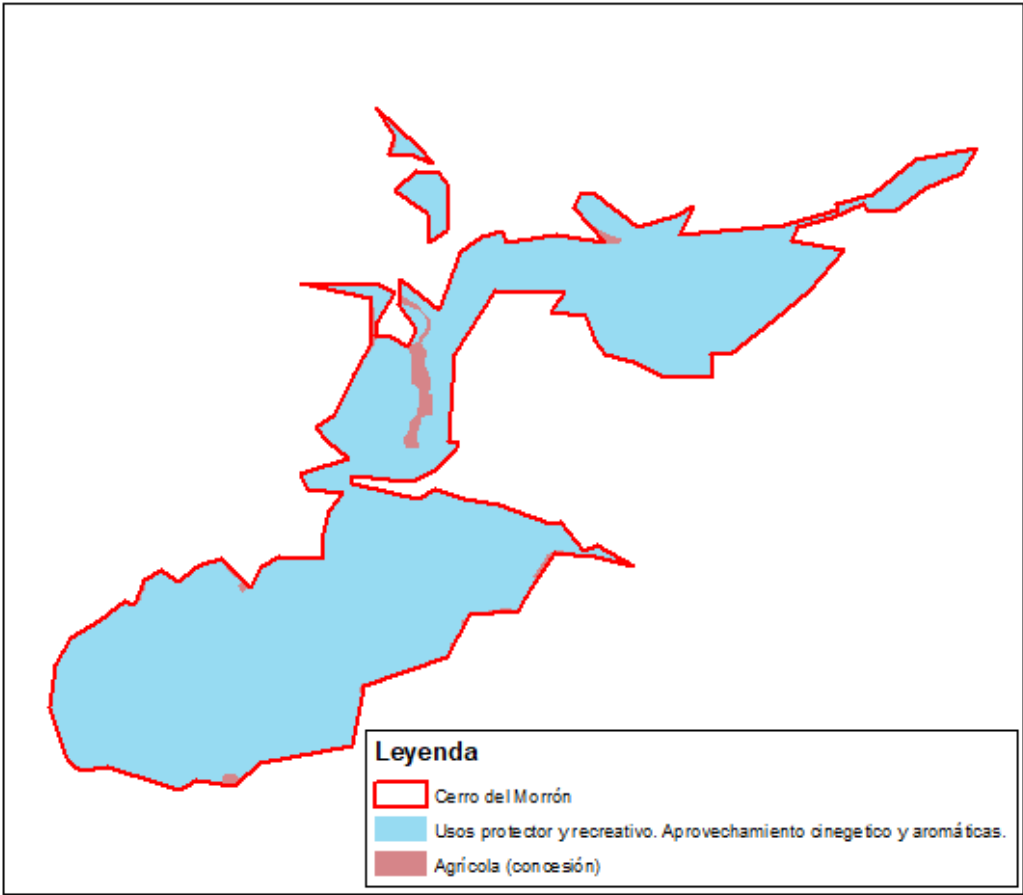 Leyenda
Cerro del Morrón
Usos protector y recreativo. Aprovechamiento cinegetico y aromáticas.
Agrícola (concesión)